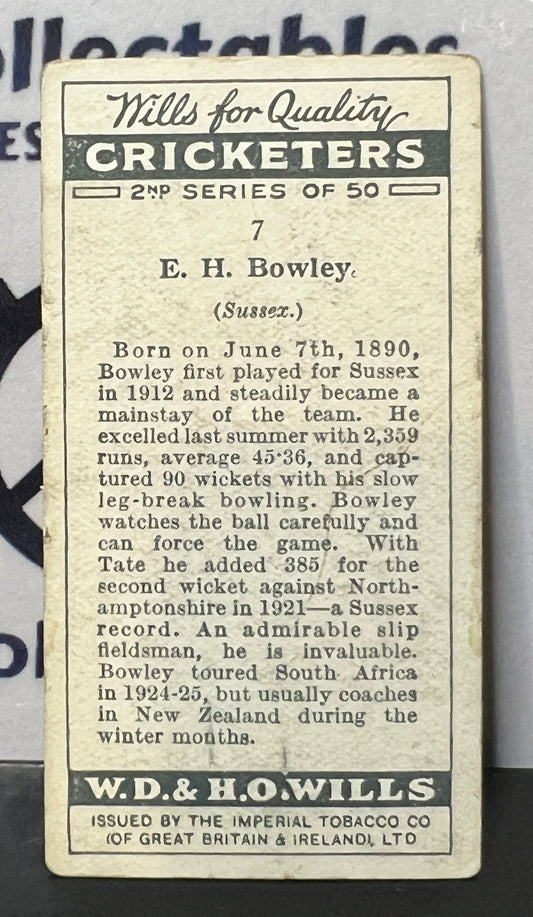 ollectables
ES
Wills for Quality
CRICKETERS
2ND SERIES OF 50
7
E. H. Bowley.
(Sussex.)
Born on June 7th, 1890,
Bowley first played for Sussex
in 1912 and steadily became a
mainstay of the team. He
excelled last summer with 2,359
runs, average 45·36, and cap-
tured 90 wickets with his slow
leg-break bowling. Bowley
watches the ball carefully and
can force the game. With
Tate he added 385 for the
second wicket against North-
amptonshire in 1921—a Sussex
record. An admirable slip
fieldsman, he is invaluable.
Bowley toured South Africa
in 1924-25, but usually coaches
in New Zealand during the
winter months.
W.D.& H.O.WILLS
ISSUED BY THE IMPERIAL TOBACCO CO
(OF GREAT BRITAIN & IRELAND), LTD